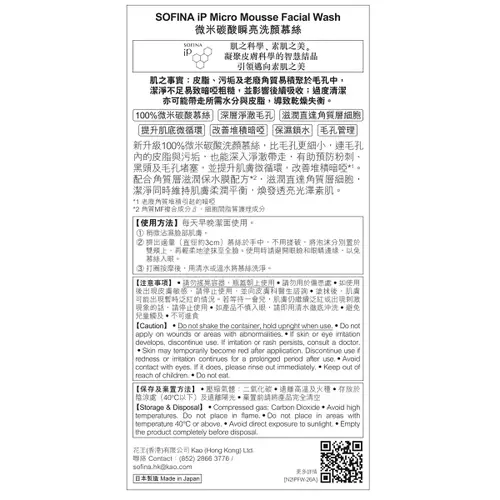 SOFINA iP Micro Mousse Facial Wash
微米碳酸瞬亮洗顏慕絲
SOFINA
iP
肌之科學、素肌之美。
凝聚皮膚科學的智慧結晶
引領邁向素肌之美
肌之事實：皮脂、污垢及老廢角質易積聚於毛孔中，
潔淨不足易致暗啞粗糙，並影響後續吸收；過度清潔
亦可能帶走所需水分與皮脂，導致乾燥失衡。
100%微米碳酸慕絲 深層淨澈毛孔 滋潤直達角質層細胞
提升肌底微循環 改善堆積暗啞 保濕鎖水 毛孔管理
新升級100%微米碳酸洗顏慕絲，比毛孔更細小，連毛孔
內的皮脂與污垢，也能深入淨澈帶走，有助預防粉刺、
黑頭及毛孔堵塞，並提升肌膚微循環，改善堆積暗啞*¹。
配合角質層滋潤保水膜配方*²，滋潤直達角質層細胞，
潔淨同時維持肌膚柔潤平衡，煥發透亮光澤素肌。
*1 老廢角質堆積引起的暗啞
*2 角質MF複合成分
【使用方法】每天早晚潔面使用。
① 稍微沾濕臉部肌膚。
② 擠出適量（直徑約3cm）慕絲於手中，不用搓破，將泡沫分別置於
雙頰上，再輕柔地塗抹至全臉。使用時請避開眼睛和眼睛邊緣，以免
慕絲入眼。
③ 打圈按摩後，用清水或溫水將慕絲洗淨。
【注意事項】• 請勿搖晃容器，瓶蓋朝上使用 • 請勿用於傷患處 • 如使用
後出現皮膚敏感，請停止使用，並向皮膚科醫生諮詢 • 塗抹後，肌膚
可能出現暫時泛紅的情況。若等待一會兒，肌膚仍繼續泛紅或出現刺激
現象的話，請停止使用 • 如產品不慎入眼，請即用清水徹底沖洗 • 避免
兒童觸及 • 不可進食
【Caution】 • Do not shake the container, hold upright when use. • Do not
apply on wounds or areas with abnormalities. • If skin or eye irritation
develops, discontinue use. If irritation or rash persists, consult a doctor.
• Skin may temporarily become red after application. Discontinue use if
redness or irritation continues for a prolonged period after use. • Avoid
contact with eyes. If it does, please rinse out immediately. • Keep out of
reach of children. • Do not eat.
【保存及棄置方法】• 壓縮氣體：二氧化碳 • 遠離高溫及火種 • 存放於
陰涼處（40°C以下）及遠離陽光 • 棄置前請將產品完全清空
【Storage & Disposal】 • Compressed gas: Carbon Dioxide • Avoid high
temperatures. Do not place in flame. • Do not place in areas with
temperature 40°C or above. • Avoid direct exposure to sunlight. • Empty
the product completely before disposal.
花王(香港)有限公司 Kao (Hong Kong) Ltd.
聯絡 Contact : (852) 2866 3776 /
sofina.hk@kao.com
日本製造 Made in Japan
更多詳情
[N2IPFW-26A]